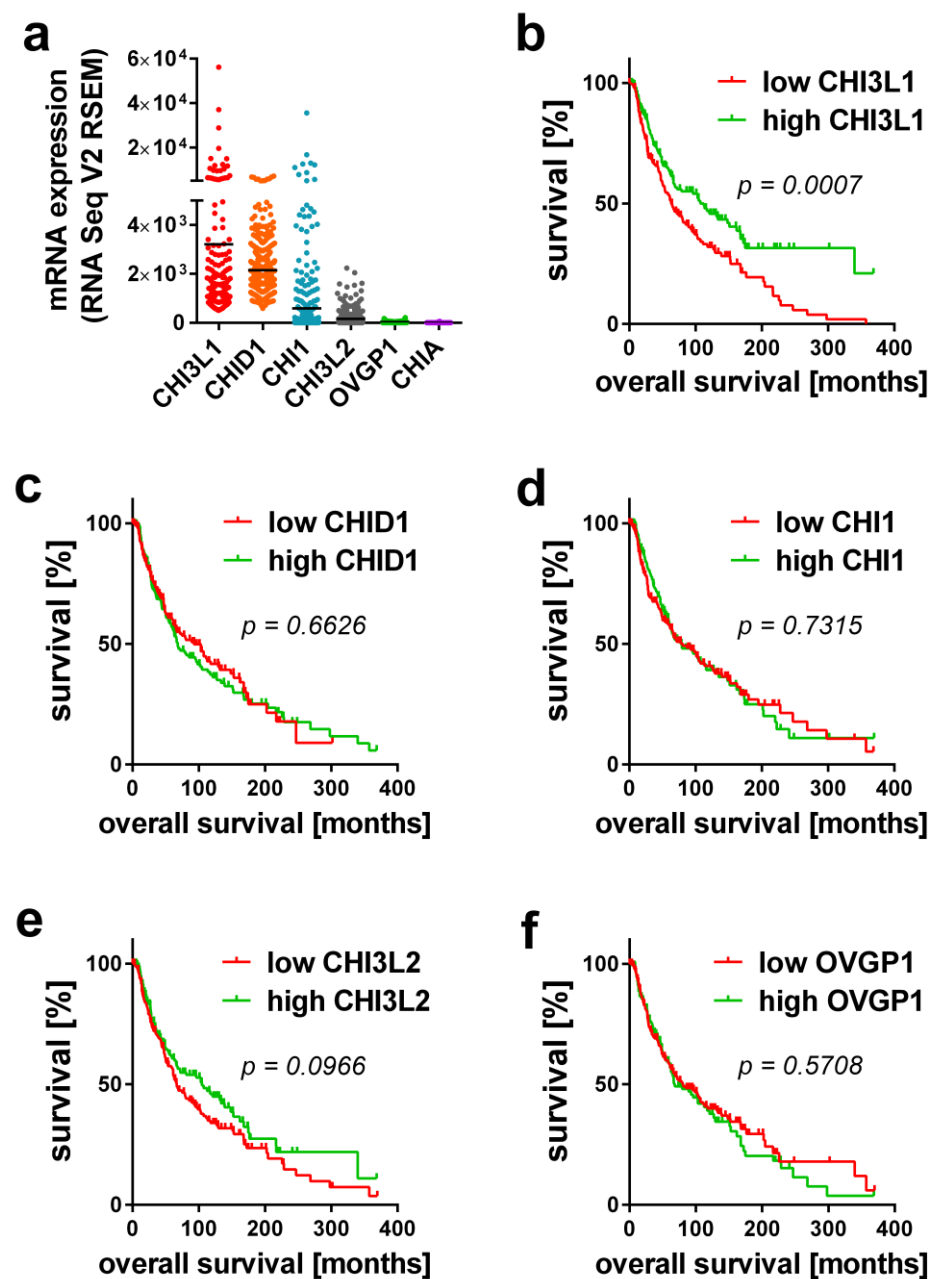 a
mRNA expression
(RNA Seq V2 RSEM)
6×10⁴
4×10⁴
2×10⁴
4×10³
2×10³
0
CHI3L1
CHID1
CHI1
CHI3L2
OVGP1
CHIA
b
survival [%]
100
50
0
low CHI3L1
high CHI3L1
p = 0.0007
0 100 200 300 400
overall survival [months]
c
survival [%]
100
50
0
low CHID1
high CHID1
p = 0.6626
0 100 200 300 400
overall survival [months]
d
survival [%]
100
50
0
low CHI1
high CHI1
p = 0.7315
0 100 200 300 400
overall survival [months]
e
survival [%]
100
50
0
low CHI3L2
high CHI3L2
p = 0.0966
0 100 200 300 400
overall survival [months]
f
survival [%]
100
50
0
low OVGP1
high OVGP1
p = 0.5708
0 100 200 300 400
overall survival [months]